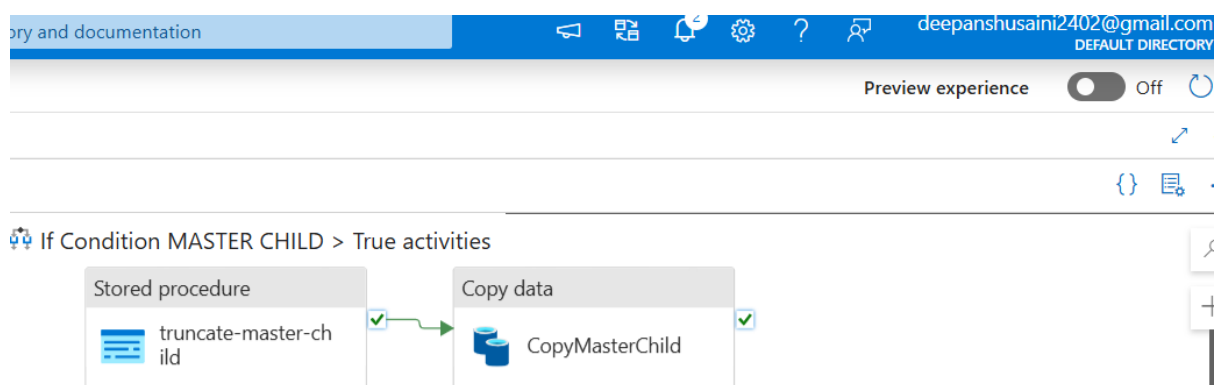 ory and documentation
2
deepanshusaini2402@gmail.com
DEFAULT DIRECTORY
Preview experience
Off
{}
If Condition MASTER CHILD > True activities
Stored procedure
Copy data
truncate-master-ch
ild
CopyMasterChild